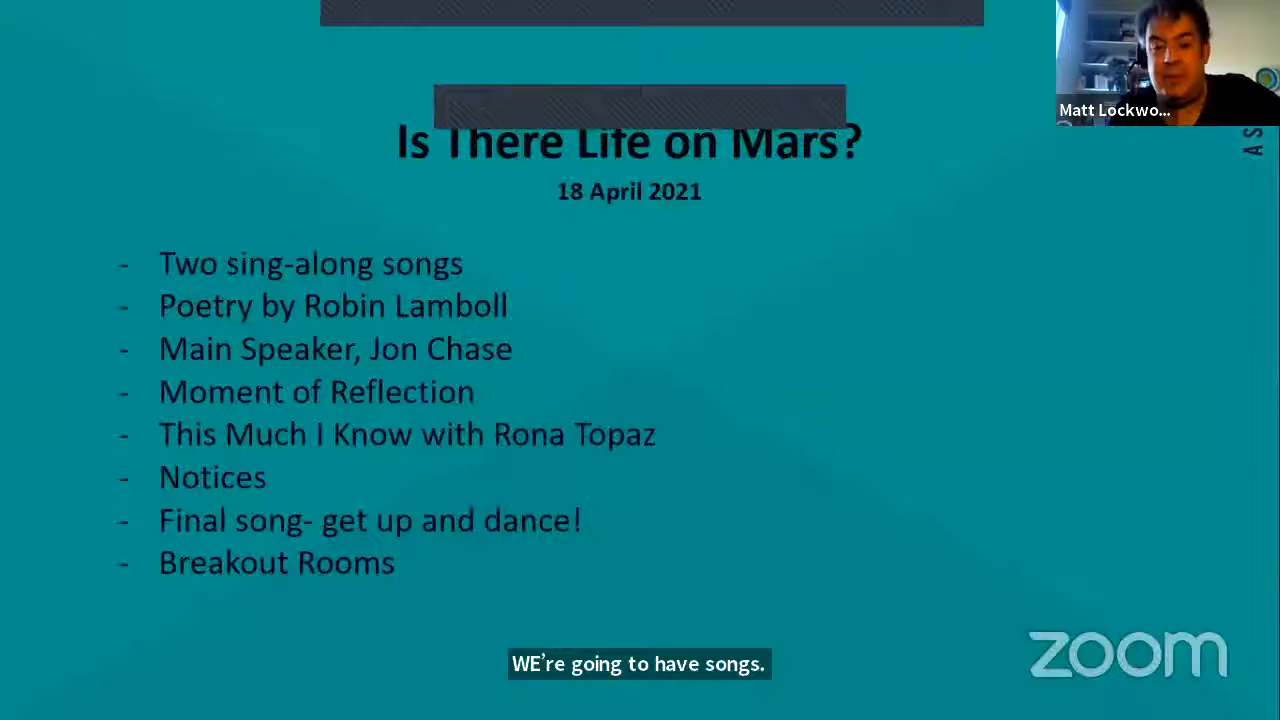 Matt Lockwo...
AS
Is There Life on Mars?
18 April 2021
- Two sing-along songs
- Poetry by Robin Lamboll
- Main Speaker, Jon Chase
- Moment of Reflection
- This Much I Know with Rona Topaz
- Notices
- Final song- get up and dance!
- Breakout Rooms
WE're going to have songs.
zoom